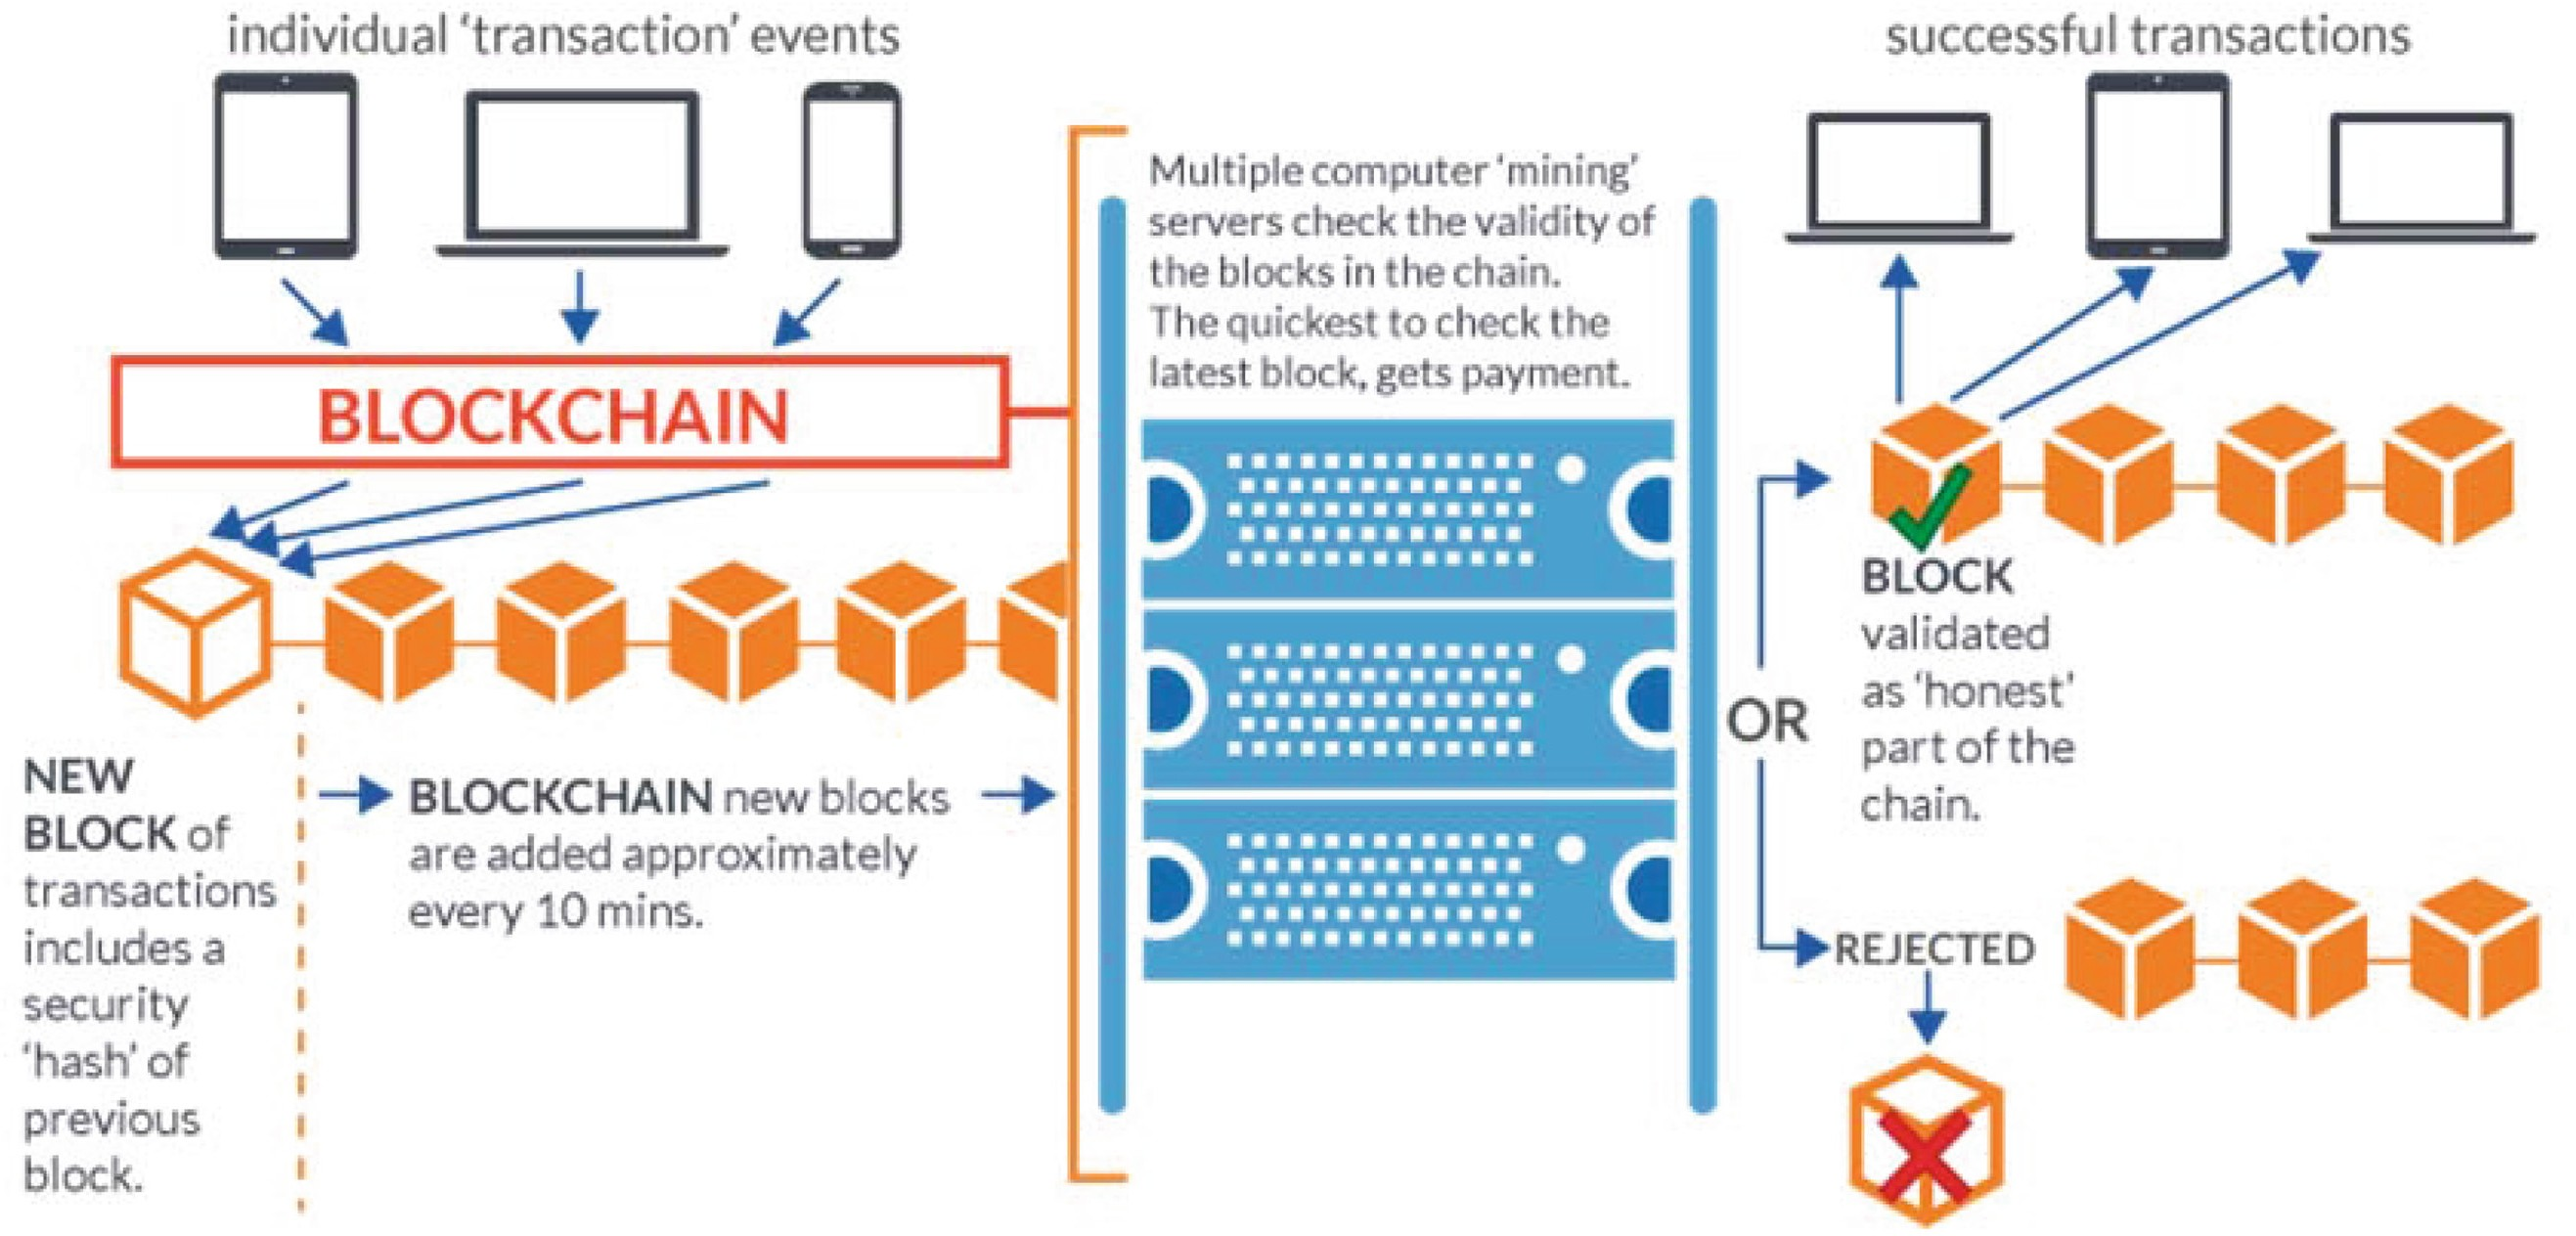 individual ‘transaction’ events
BLOCKCHAIN
NEW
BLOCK of
transactions
includes a
security
‘hash’ of
previous
block.
BLOCKCHAIN new blocks
are added approximately
every 10 mins.
Multiple computer ‘mining’
servers check the validity of
the blocks in the chain.
The quickest to check the
latest block, gets payment.
OR
successful transactions
BLOCK
validated
as ‘honest’
part of the
chain.
REJECTED